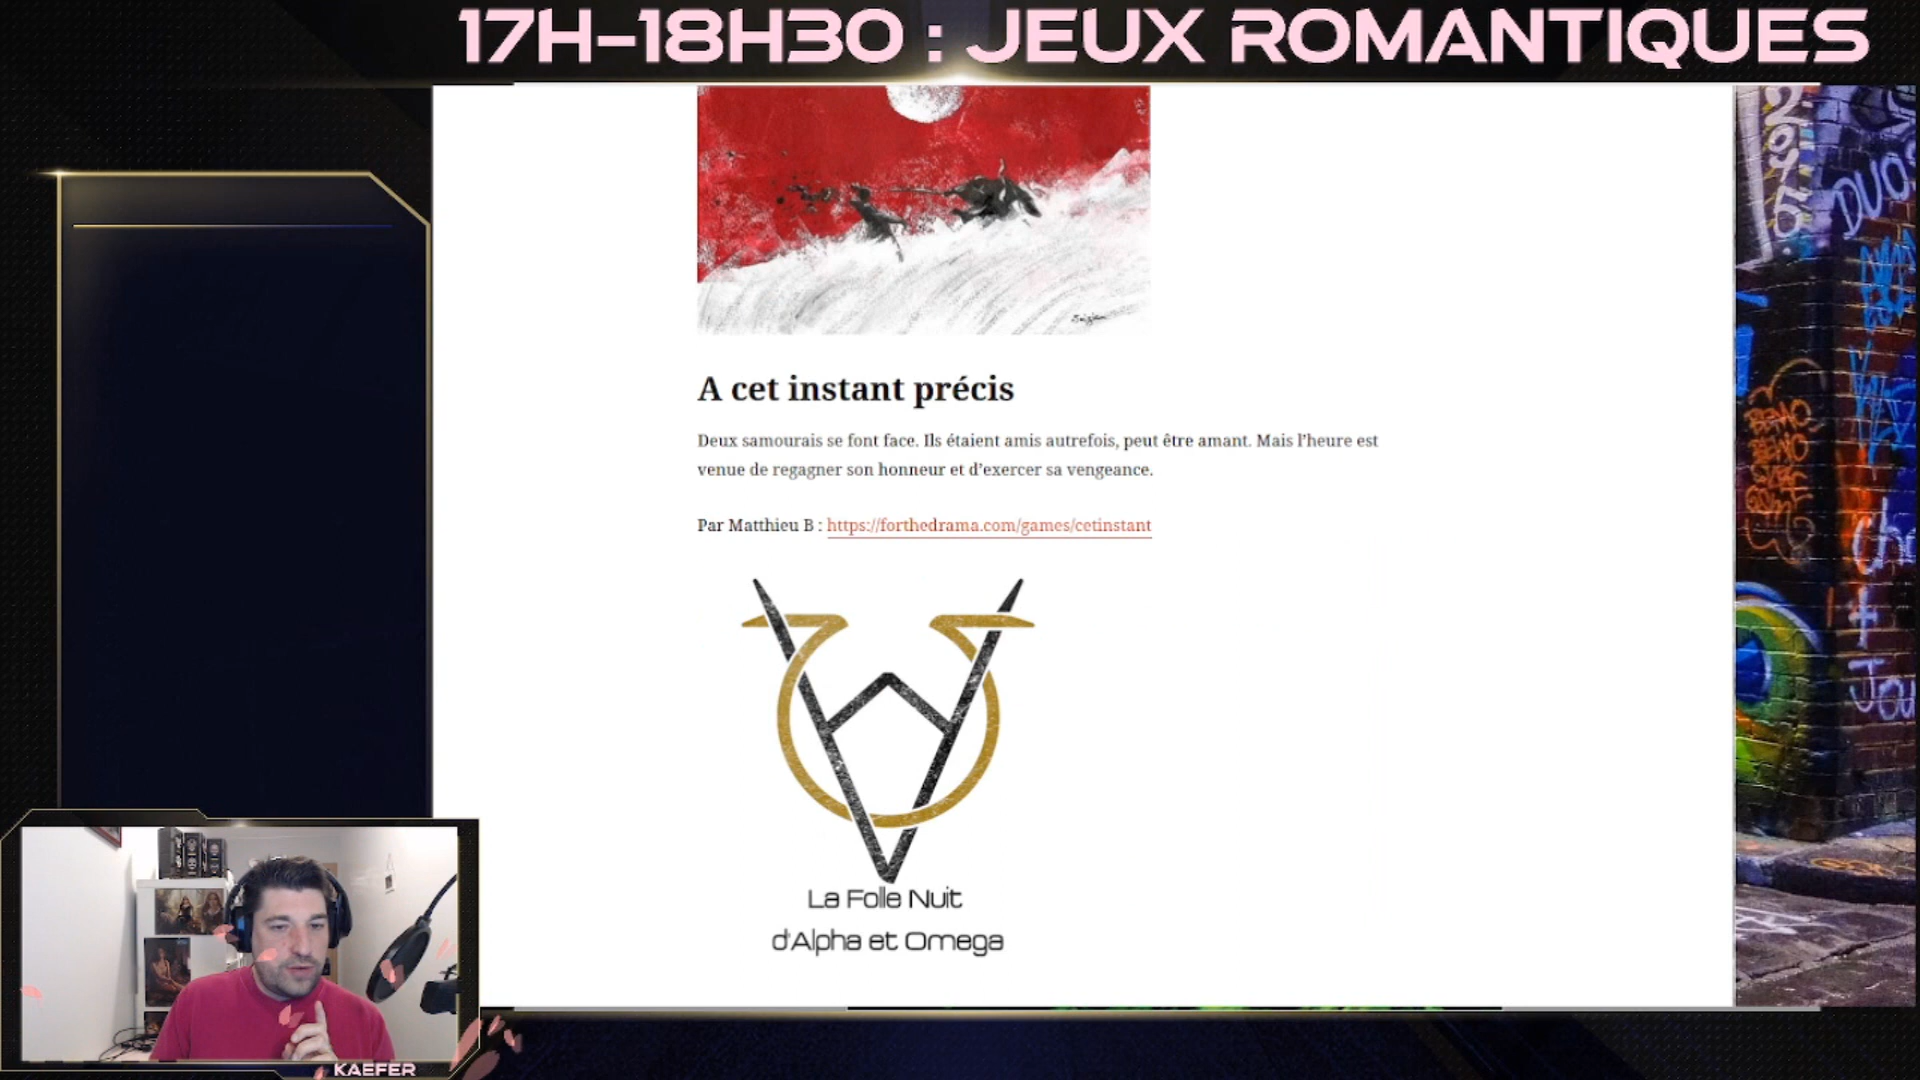 17H-18H30 : JEUX ROMANTIQUES
A cet instant précis
Deux samourais se font face. Ils étaient amis autrefois, peut être amant. Mais l'heure est
venue de regagner son honneur et d'exercer sa vengeance.
Par Matthieu B : https://forthedrama.com/games/cetinstant
La Folle Nuit
d'Alpha et Omega
KAEFER